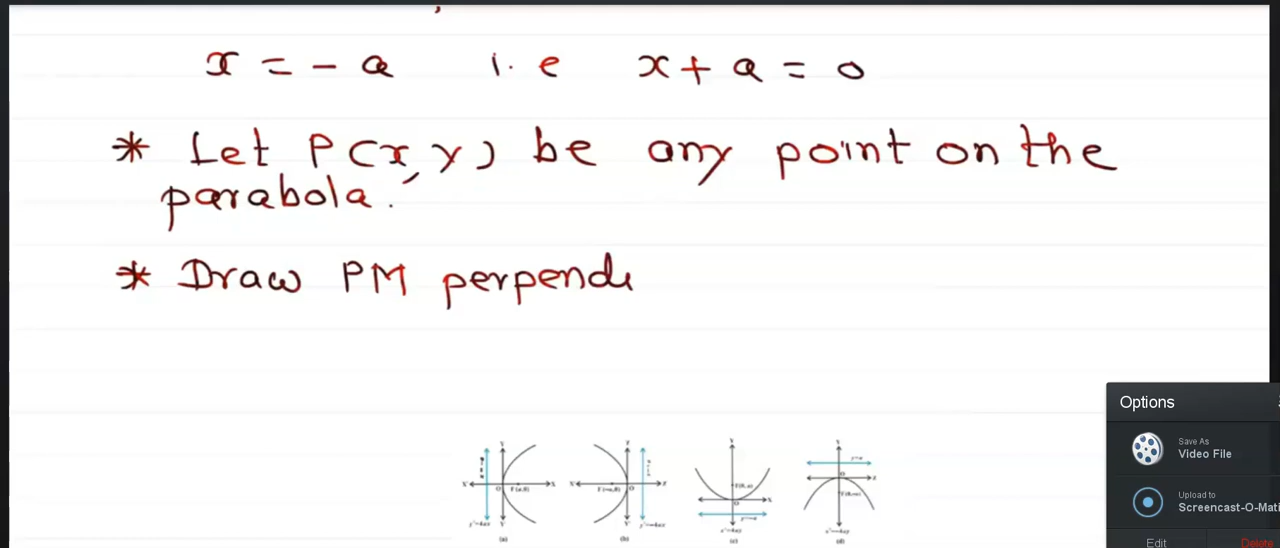 x = - a i.e x + a = 0
* Let P(x, y) be any point on the
parabola.
* Draw PM perpendi
Options
Save As
Video File
Upload to
Screencast-O-Mati
Edit
Delete
(a)
(b)
(c)
(d)